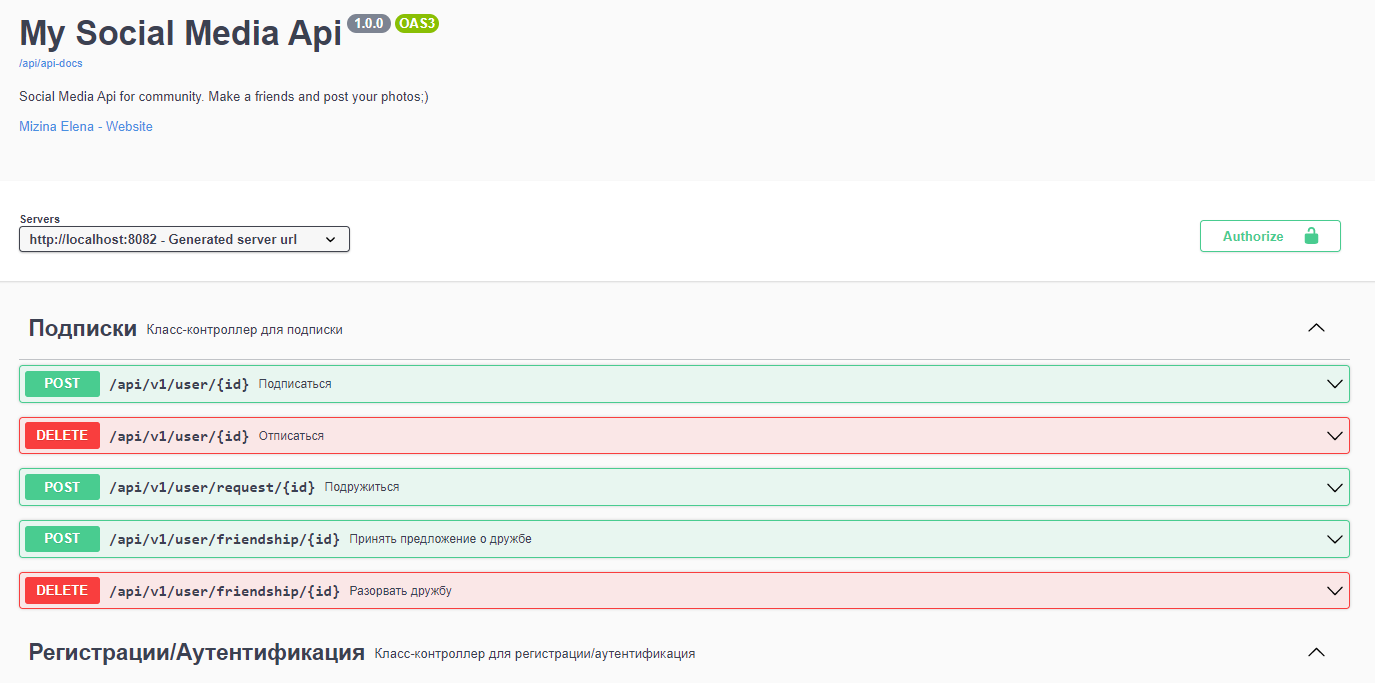 My Social Media Api 1.0.0 OAS3
/api/api-docs
Social Media Api for community. Make a friends and post your photos;)
Mizina Elena - Website
Servers
http://localhost:8082 - Generated server url
Authorize
Подписки Класс-контроллер для подписки
POST /api/v1/user/{id} Подписаться
DELETE /api/v1/user/{id} Отписаться
POST /api/v1/user/request/{id} Подружиться
POST /api/v1/user/friendship/{id} Принять предложение о дружбе
DELETE /api/v1/user/friendship/{id} Разорвать дружбу
Регистрации/Аутентификация Класс-контроллер для регистрации/аутентификация